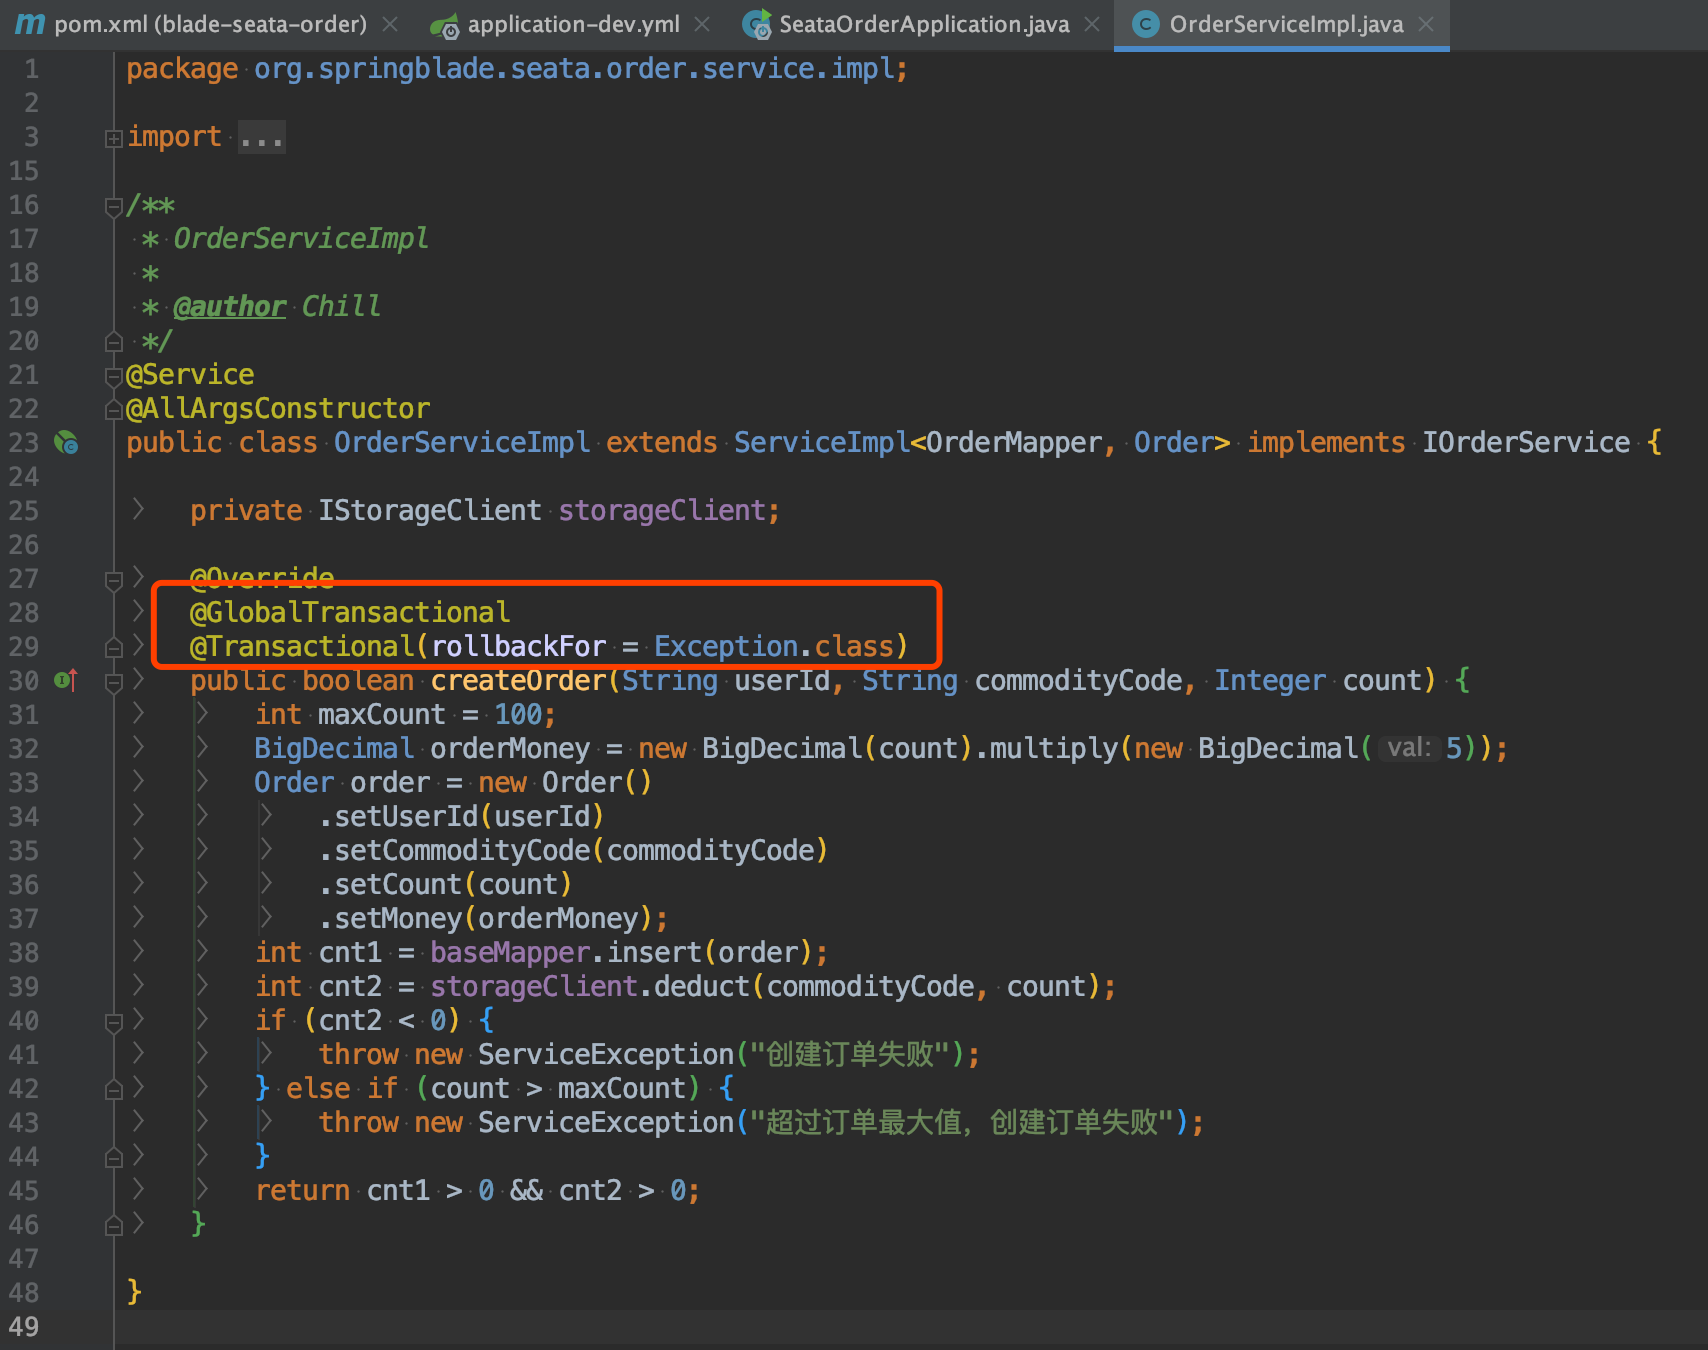 m pom.xml (blade-seata-order) application-dev.yml SeataOrderApplication.java OrderServiceImpl.java
1 package org.springblade.seata.order.service.impl;
2
3 import ...
15
16 /**
17 * OrderServiceImpl
18 *
19 * @author Chill
20 */
21 @Service
22 @AllArgsConstructor
23 public class OrderServiceImpl extends ServiceImpl<OrderMapper, Order> implements IOrderService {
24
25 private IStorageClient storageClient;
26
27 @Override
28 @GlobalTransactional
29 @Transactional(rollbackFor = Exception.class)
30 public boolean createOrder(String userId, String commodityCode, Integer count) {
31 int maxCount = 100;
32 BigDecimal orderMoney = new BigDecimal(count).multiply(new BigDecimal( val: 5));
33 Order order = new Order()
34 .setUserId(userId)
35 .setCommodityCode(commodityCode)
36 .setCount(count)
37 .setMoney(orderMoney);
38 int cnt1 = baseMapper.insert(order);
39 int cnt2 = storageClient.deduct(commodityCode, count);
40 if (cnt2 < 0) {
41 throw new ServiceException("创建订单失败");
42 } else if (count > maxCount) {
43 throw new ServiceException("超过订单最大值，创建订单失败");
44 }
45 return cnt1 > 0 && cnt2 > 0;
46 }
47
48 }
49